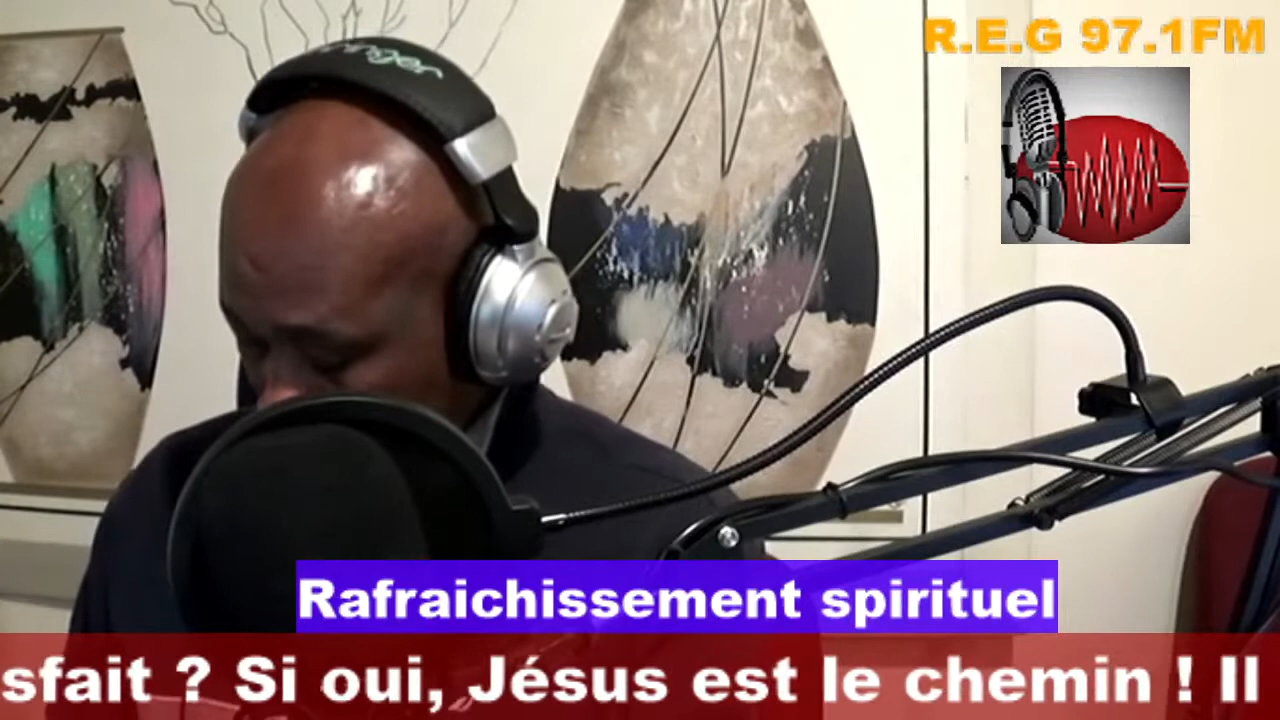 R.E.G 97.1FM
Rafraichissement spirituel
sfait ? Si oui, Jésus est le chemin ! Il